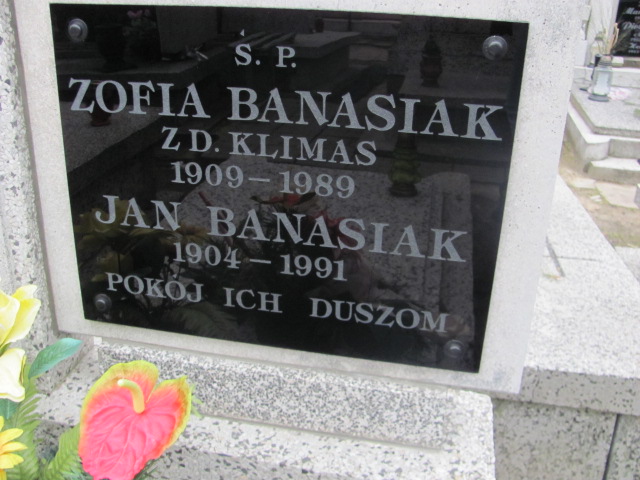 Ś. P.
ZOFIA BANASIAK
Z D. KLIMAS
1909 – 1989
JAN BANASIAK
1904 – 1991
POKÓJ ICH DUSZOM